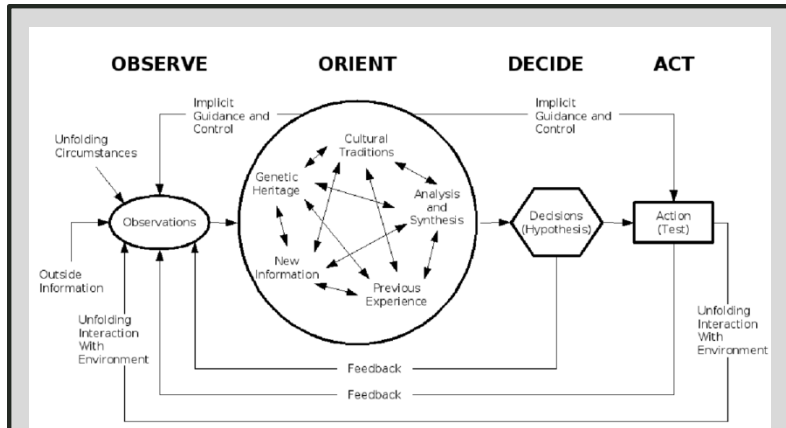 OBSERVE
ORIENT
DECIDE
ACT
Implicit
Guidance and
Control
Implicit
Guidance and
Control
Unfolding
Circumstances
Cultural
Traditions
Genetic
Heritage
Analysis
and
Synthesis
New
Information
Previous
Experience
Observations
Decisions
(Hypothesis)
Action
(Test)
Outside
Information
Unfolding
Interaction
With
Environment
Unfolding
Interaction
With
Environment
Feedback
Feedback